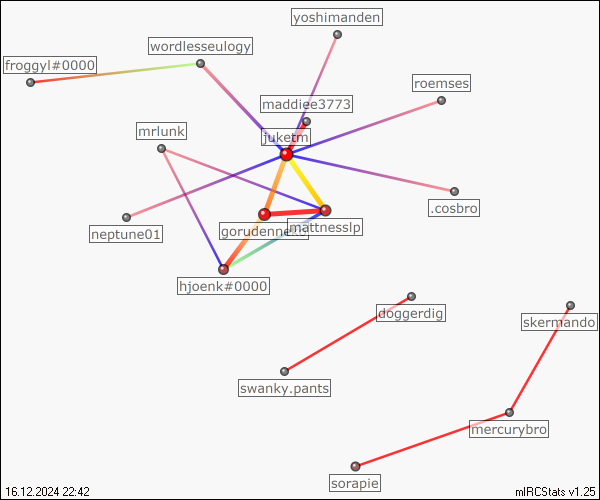 yoshimanden
wordlesseulogy
froggyl#0000
roemses
maddiee3773
mrlunk
juketm
.cosbro
mattnesslp
neptune01
hjoenk#0000
doggerdig
skermando
swanky.pants
mercurybro
sorapie
16.12.2024 22:42
mIRCStats v1.25